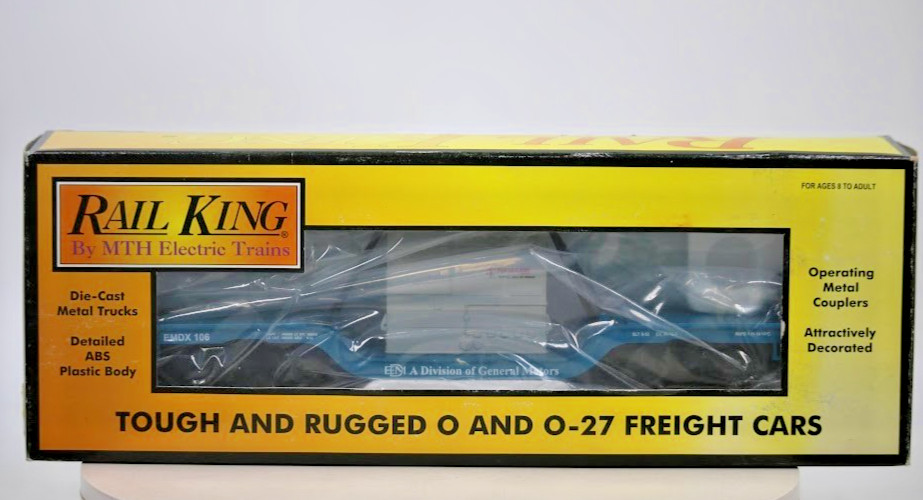 FOR AGES 8 TO ADULT
RAIL KING®
By MTH Electric Trains
Die-Cast
Metal Trucks
Detailed
ABS
Plastic Body
Operating
Metal
Couplers
Attractively
Decorated
EMDX 106
A Division of General Motors
TOUGH AND RUGGED O AND O-27 FREIGHT CARS